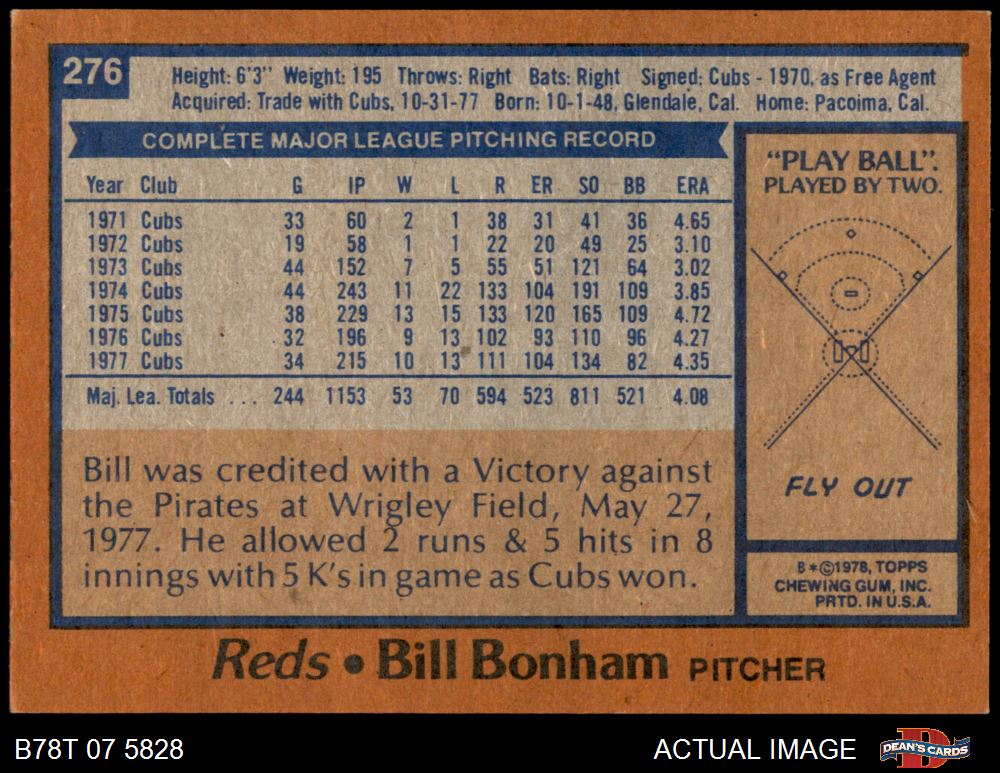 276
Height: 6'3" Weight: 195 Throws: Right Bats: Right Signed: Cubs - 1970, as Free Agent
Acquired: Trade with Cubs, 10-31-77 Born: 10-1-48, Glendale, Cal. Home: Pacoima, Cal.
COMPLETE MAJOR LEAGUE PITCHING RECORD
Year Club G IP W L R ER SO BB ERA
1971 Cubs 33 60 2 1 38 31 41 36 4.65
1972 Cubs 19 58 1 1 22 20 49 25 3.10
1973 Cubs 44 152 7 5 55 51 121 64 3.02
1974 Cubs 44 243 11 22 133 104 191 109 3.85
1975 Cubs 38 229 13 15 133 120 165 109 4.72
1976 Cubs 32 196 9 13 102 93 110 96 4.27
1977 Cubs 34 215 10 13 111 104 134 82 4.35
Maj. Lea. Totals ... 244 1153 53 70 594 523 811 521 4.08
Bill was credited with a Victory against
the Pirates at Wrigley Field, May 27,
1977. He allowed 2 runs & 5 hits in 8
innings with 5 K's in game as Cubs won.
"PLAY BALL".
PLAYED BY TWO.
FLY OUT
B*©1978, TOPPS
CHEWING GUM, INC.
PRTD. IN U.S.A.
Reds • Bill Bonham PITCHER
B78T 07 5828
ACTUAL IMAGE
DEAN'S CARDS